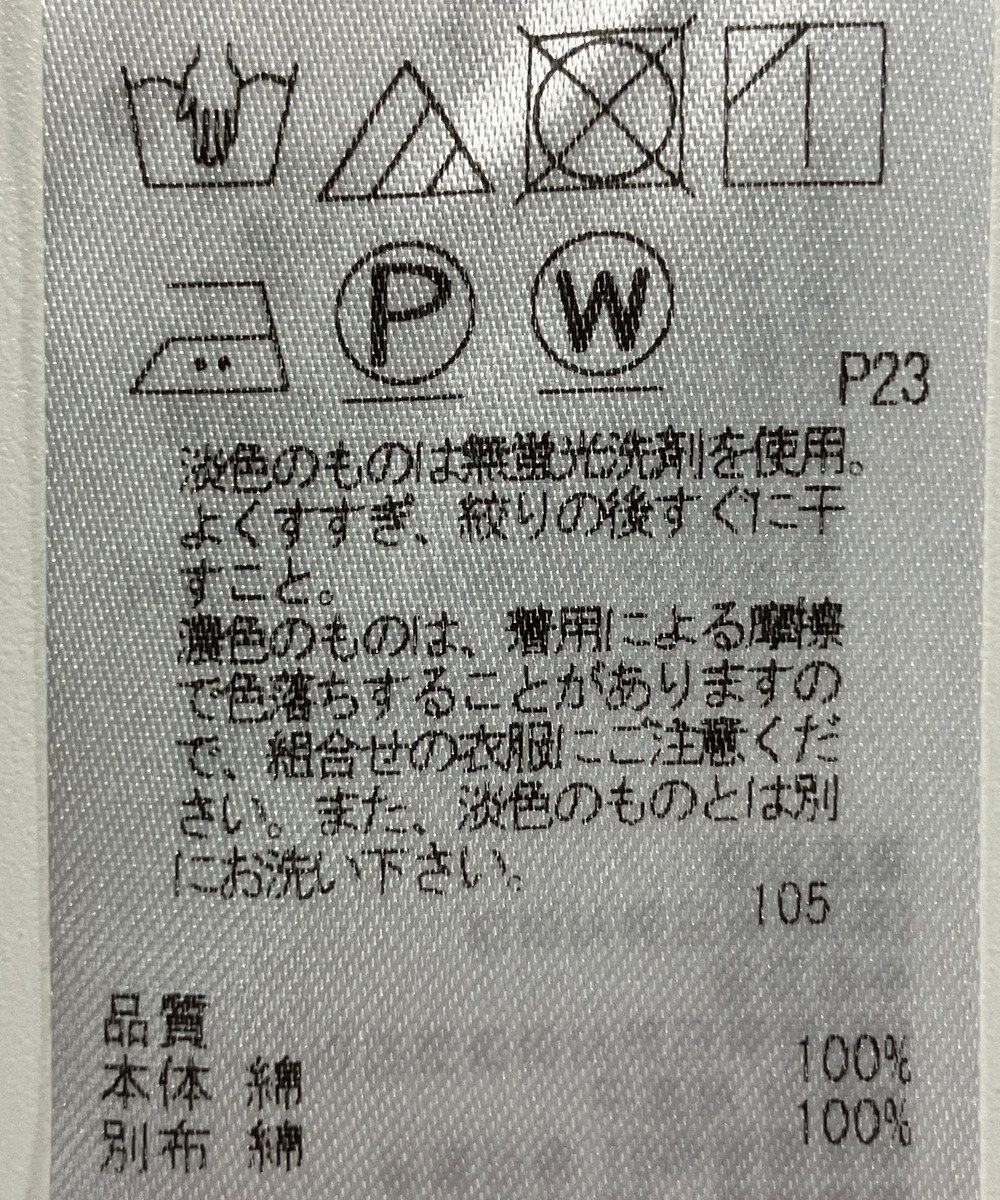 P
W
P23
淡色のものは無蛍光洗剤を使用。
よくすすぎ、絞りの後すぐに干
すこと。
濃色のものは、着用による摩擦
で色落ちすることがありますの
で、組合せの衣服にご注意くだ
さい。また、淡色のものとは別
にお洗い下さい。
105
品質
本体 綿 100%
別布 綿 100%